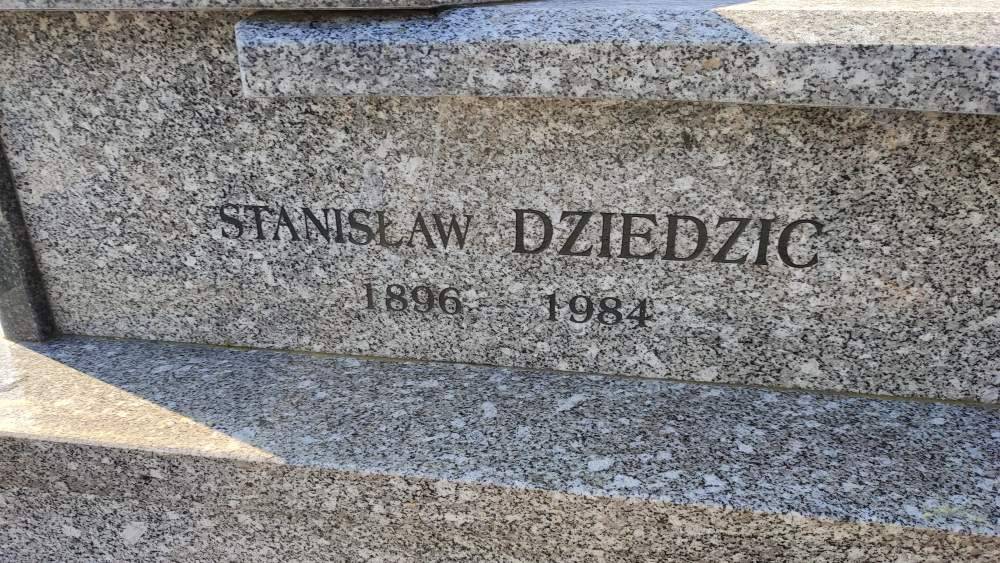 STANISŁAW DZIEDZIC
1896 - 1984